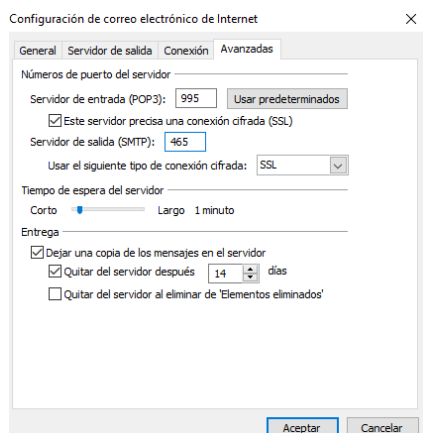 Configuración de correo electrónico de Internet
General Servidor de salida Conexión Avanzadas
Números de puerto del servidor
Servidor de entrada (POP3): 995 Usar predeterminados
Este servidor precisa una conexión cifrada (SSL)
Servidor de salida (SMTP): 465
Usar el siguiente tipo de conexión cifrada: SSL
Tiempo de espera del servidor
Corto Largo 1 minuto
Entrega
Dejar una copia de los mensajes en el servidor
Quitar del servidor después 14 días
Quitar del servidor al eliminar de 'Elementos eliminados'
Aceptar Cancelar